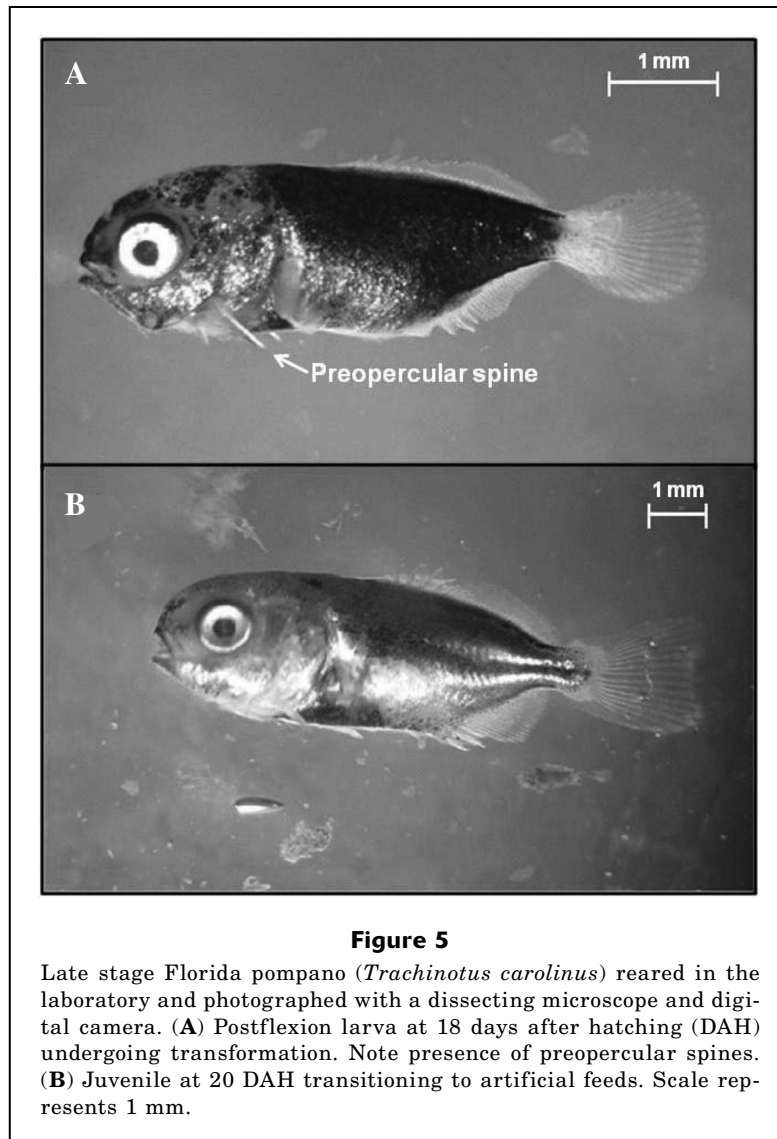 A
1 mm
Preopercular spine
B
1 mm
Figure 5
Late stage Florida pompano (Trachinotus carolinus) reared in the
laboratory and photographed with a dissecting microscope and digi-
tal camera. (A) Postflexion larva at 18 days after hatching (DAH)
undergoing transformation. Note presence of preopercular spines.
(B) Juvenile at 20 DAH transitioning to artificial feeds. Scale rep-
resents 1 mm.